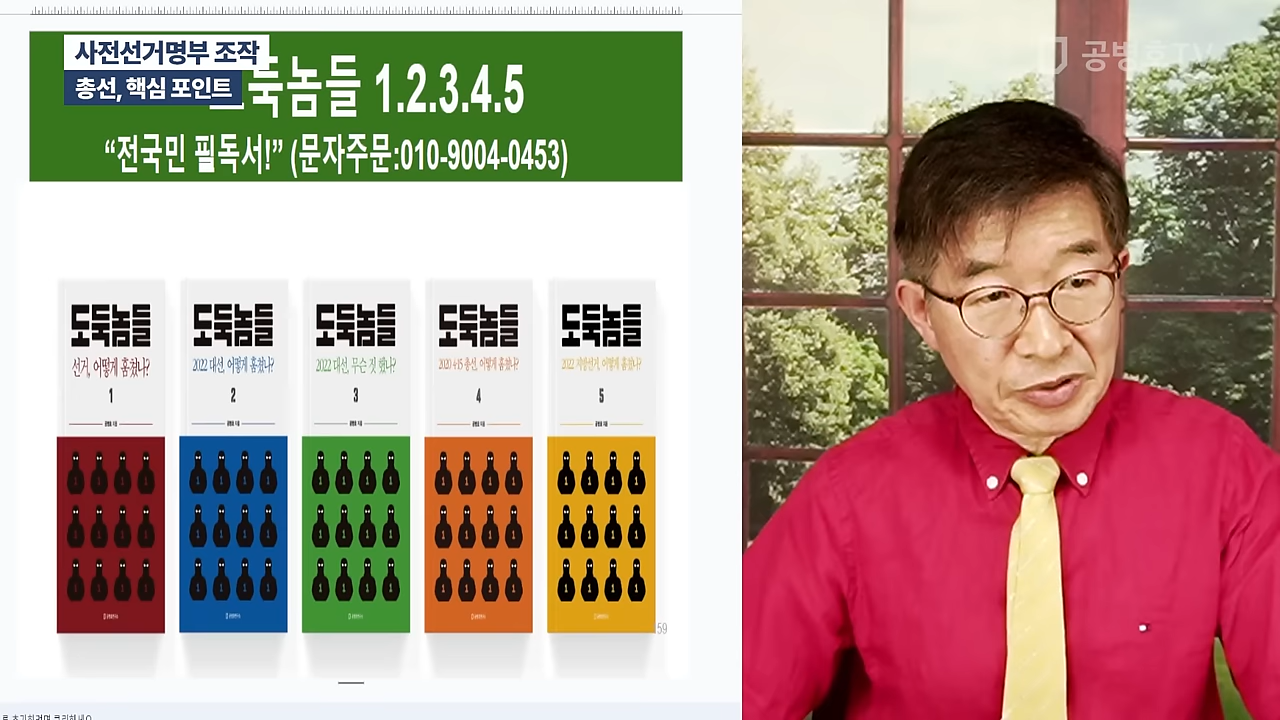 사전선거명부 조작
총선, 핵심 포인트
둑놈들 1.2.3.4.5
“전국민 필독서!” (문자주문:010-9004-0453)
도둑놈들
선거, 어떻게 훔쳤나?
1
도둑놈들
2022 대선, 어떻게 훔쳤나?
2
도둑놈들
2022 대선, 무슨 짓 했나?
3
도둑놈들
2020 4·15 총선, 어떻게 훔쳤나?
4
도둑놈들
2022 지방선거, 어떻게 훔쳤나?
5
59
공병호TV